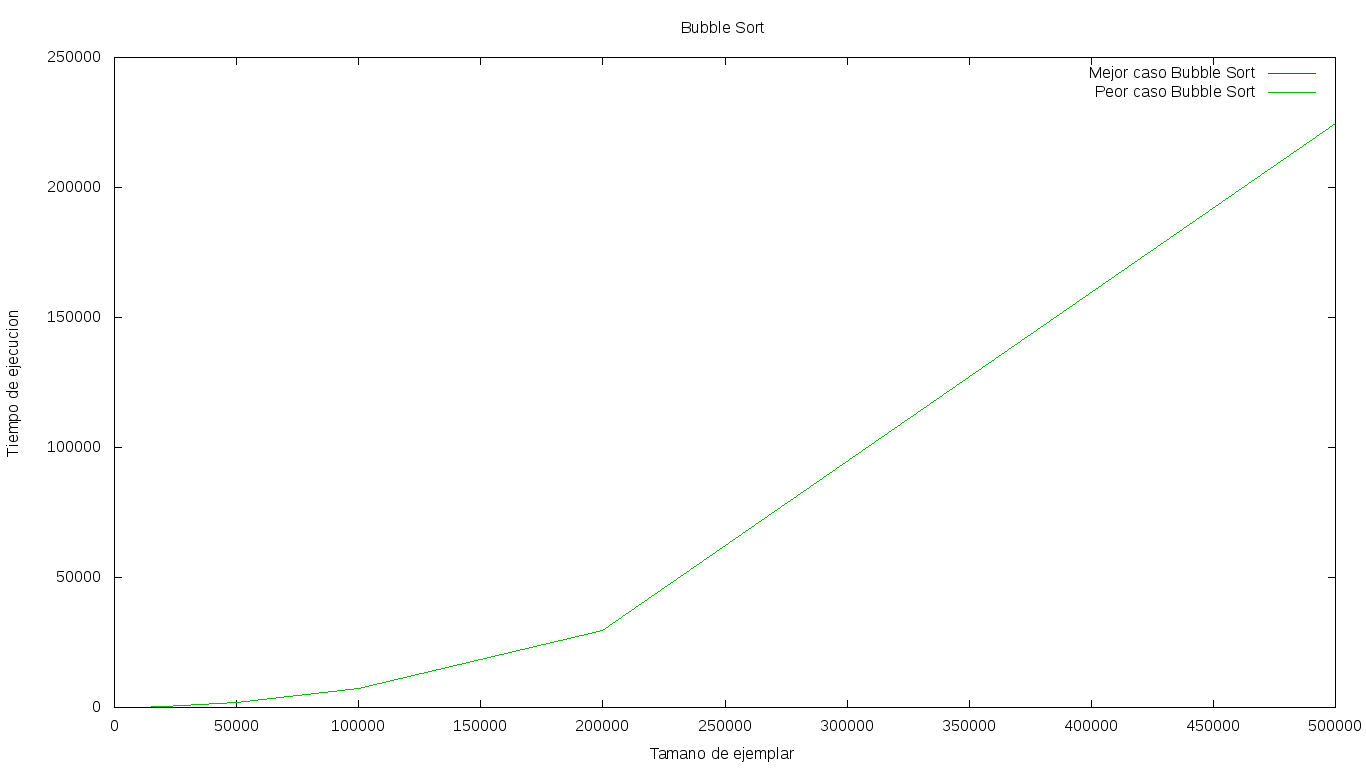 Bubble Sort
Mejor caso Bubble Sort
Peor caso Bubble Sort
250000
200000
150000
100000
50000
0
Tiempo de ejecucion
0 50000 100000 150000 200000 250000 300000 350000 400000 450000 500000
Tamano de ejemplar